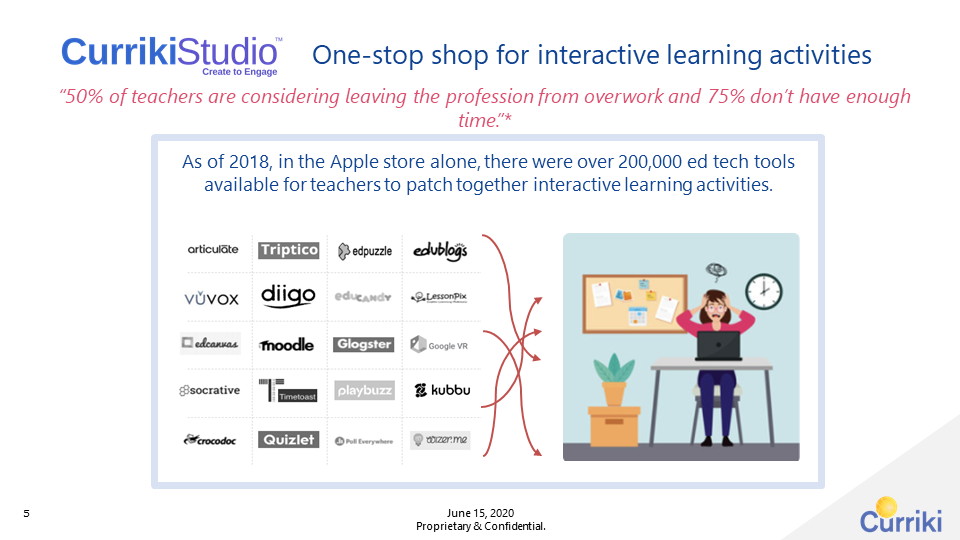 CurrikiStudio™
Create to Engage
One-stop shop for interactive learning activities
“50% of teachers are considering leaving the profession from overwork and 75% don’t have enough
time.”*
As of 2018, in the Apple store alone, there were over 200,000 ed tech tools
available for teachers to patch together interactive learning activities.
articulate Triptico edpuzzle edublogs
VŬVOX diigo eduCANDY LessonPix
edcanvas moodle Glogster Google VR
socrative Timetoast playbuzz kubbu
crocodoc Quizlet Poll Everywhere wizer.me
5
June 15, 2020
Proprietary & Confidential.
Curriki